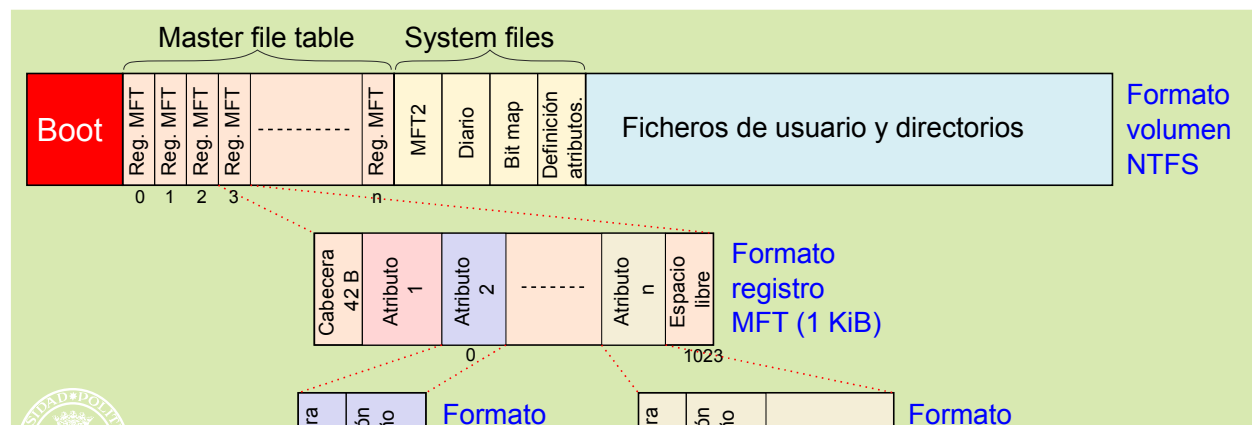 Master file table
System files
Boot
Reg. MFT
Reg. MFT
Reg. MFT
Reg. MFT
Reg. MFT
MFT2
Diario
Bit map
Definición
atributos.
Ficheros de usuario y directorios
Formato
volumen
NTFS
0 1 2 3 n
Cabecera
42 B
Atributo
1
Atributo
2
Atributo
n
Espacio
libre
Formato
registro
MFT (1 KiB)
0 1023
Formato
Formato